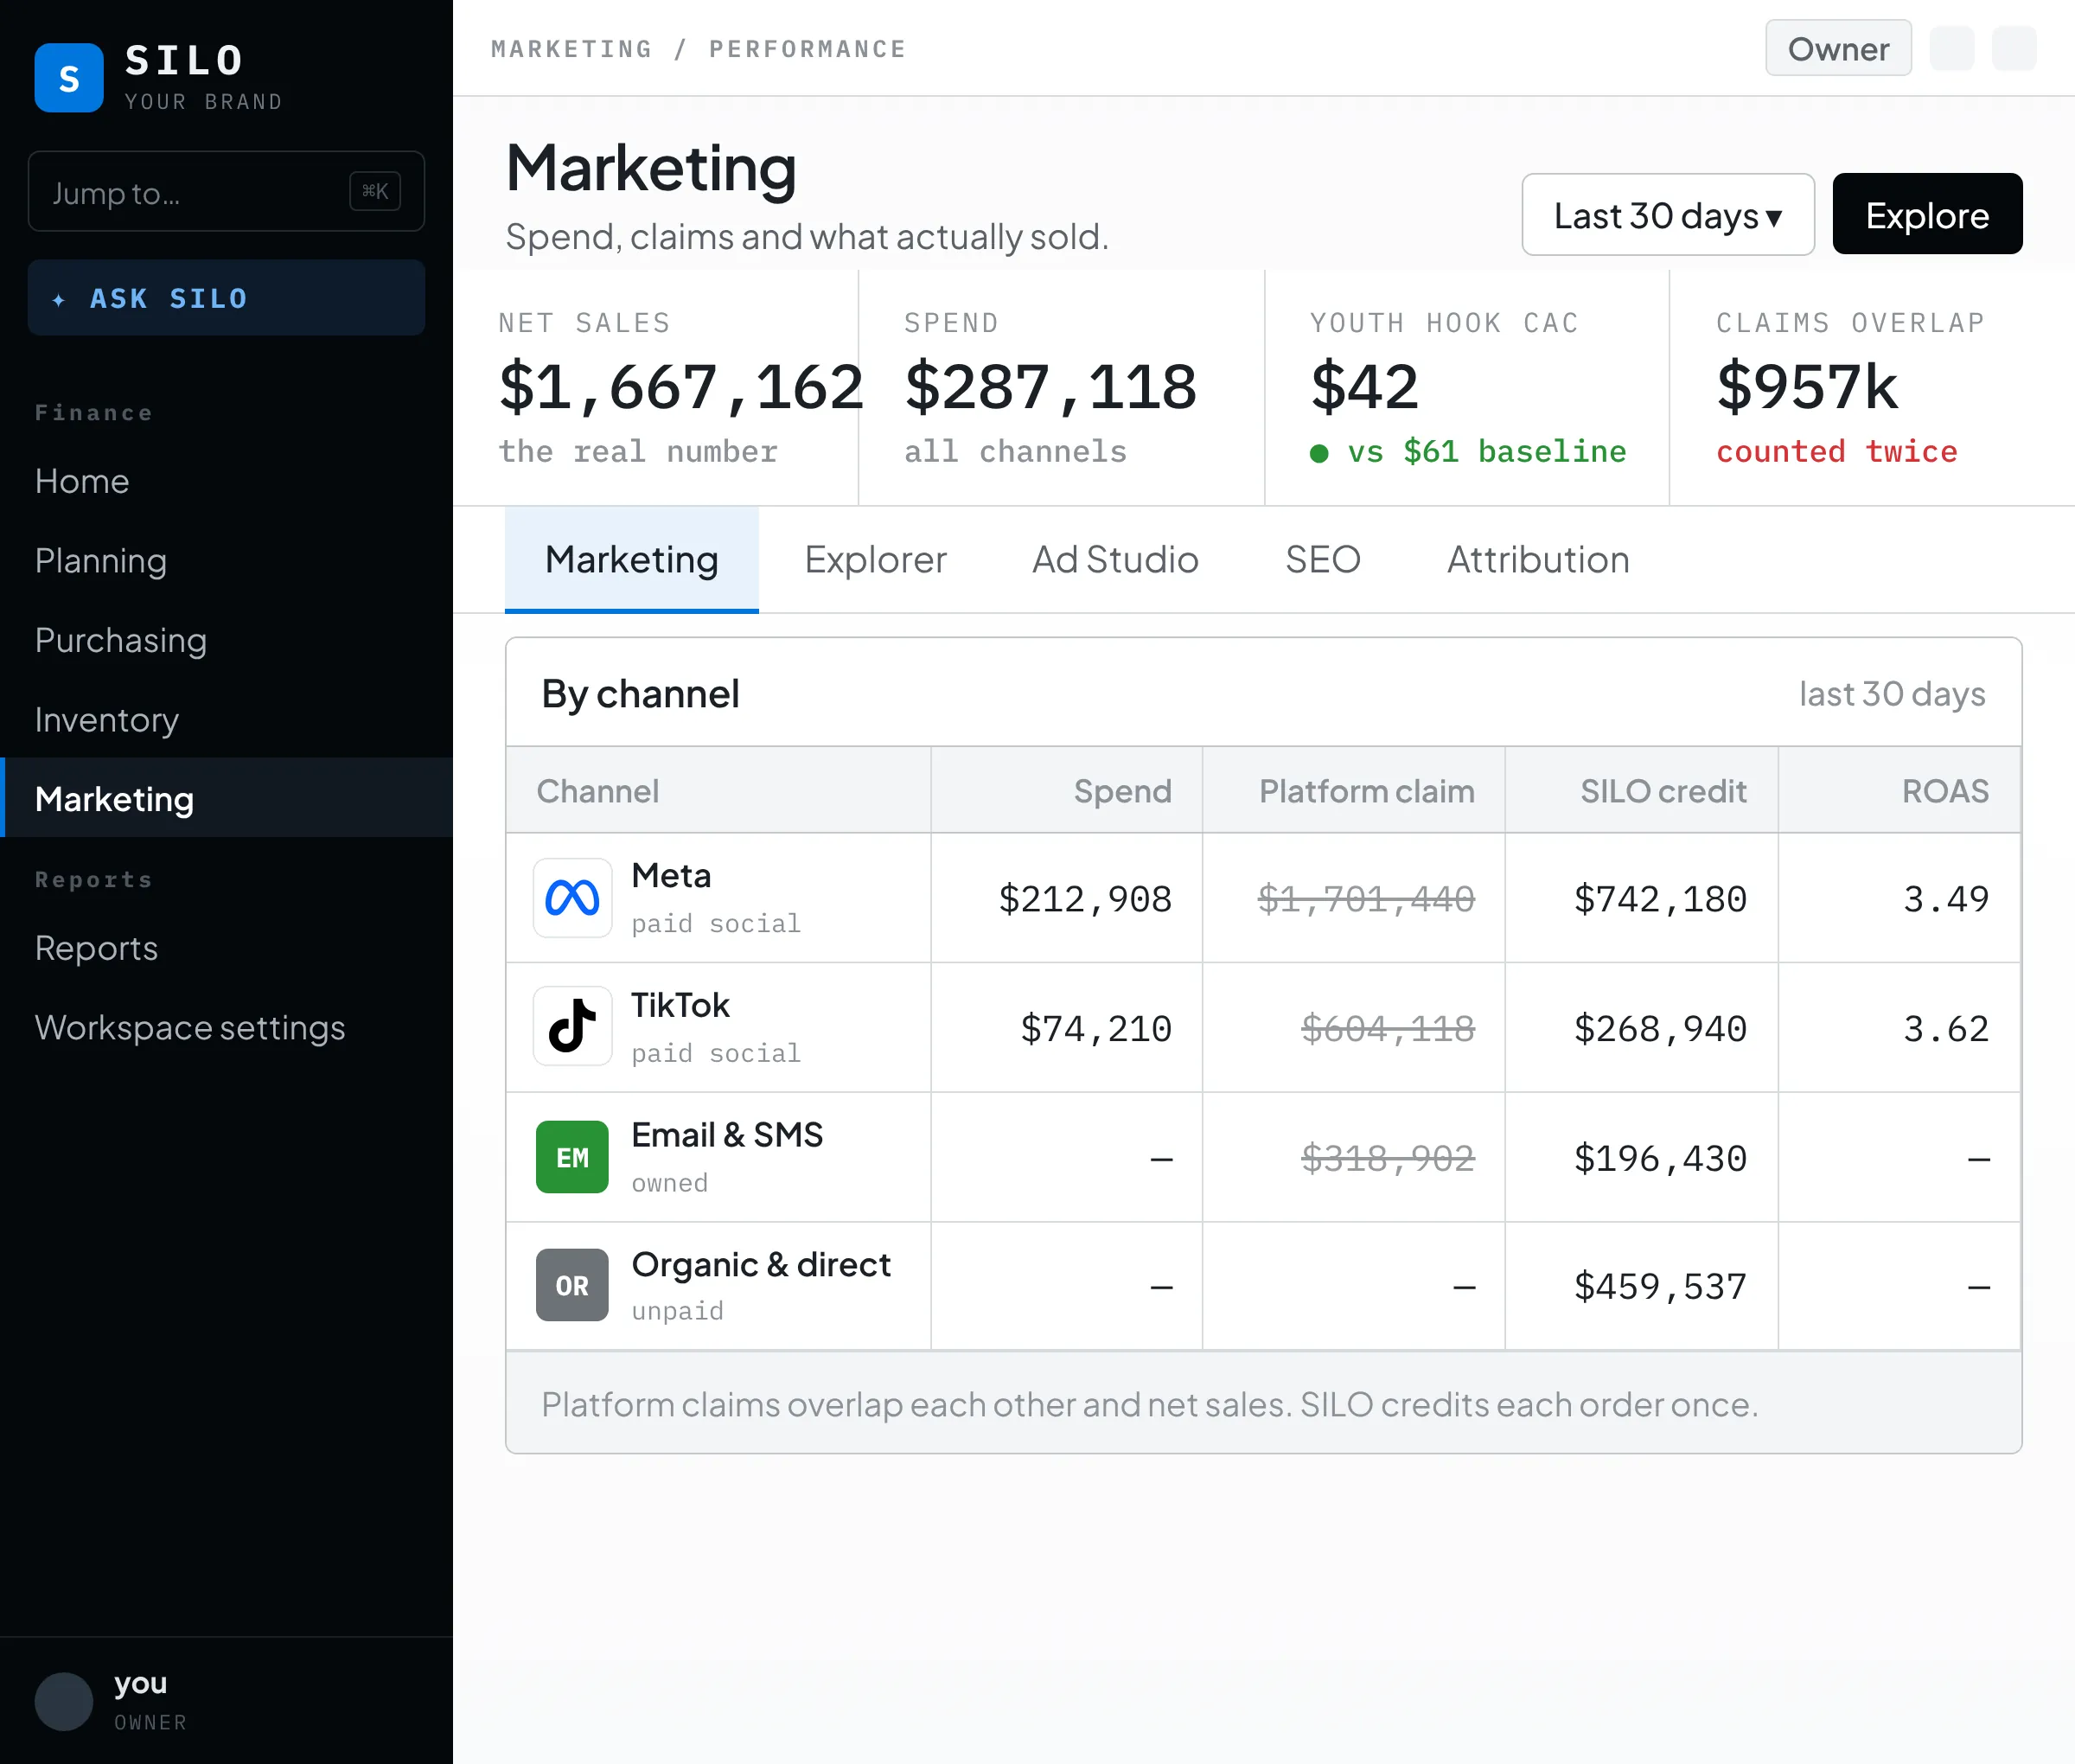 S
SILO
YOUR BRAND
Jump to...
⌘K
✦ ASK SILO
Finance
Home
Planning
Purchasing
Inventory
Marketing
Reports
Reports
Workspace settings
you
OWNER
MARKETING / PERFORMANCE
Owner
Marketing
Spend, claims and what actually sold.
Last 30 days ▾
Explore
NET SALES
$1,667,162
the real number
SPEND
$287,118
all channels
YOUTH HOOK CAC
$42
● vs $61 baseline
CLAIMS OVERLAP
$957k
counted twice
Marketing Explorer Ad Studio SEO Attribution
By channel
last 30 days
Channel Spend Platform claim SILO credit ROAS
Meta
paid social
$212,908 $1,701,440 $742,180 3.49
TikTok
paid social
$74,210 $604,118 $268,940 3.62
EM
Email & SMS
owned
— $318,902 $196,430 —
OR
Organic & direct
unpaid
— — $459,537 —
Platform claims overlap each other and net sales. SILO credits each order once.